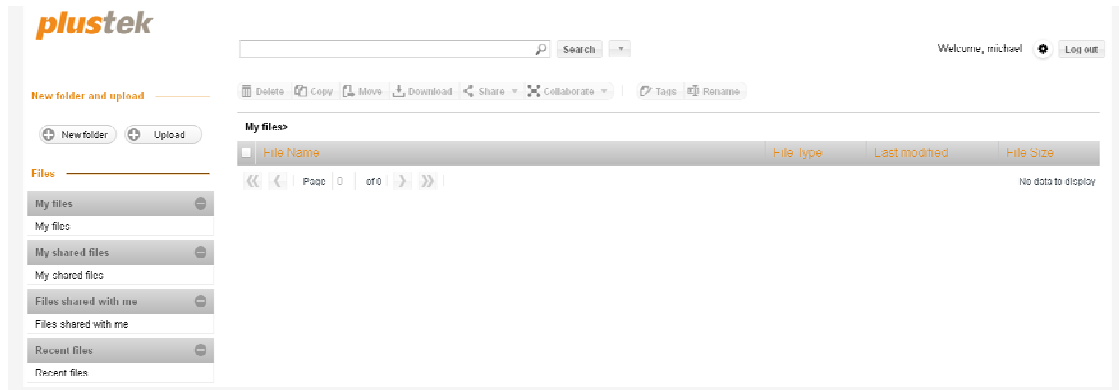 plustek
Search
Welcome, michael
Log out
New folder and upload
Delete Copy Move Download Share Collaborate Tags Rename
New folder Upload
My files>
File Name File Type Last modified File Size
Page 0 of 0 No data to display
Files
My files
My files
My shared files
My shared files
Files shared with me
Files shared with me
Recent files
Recent files